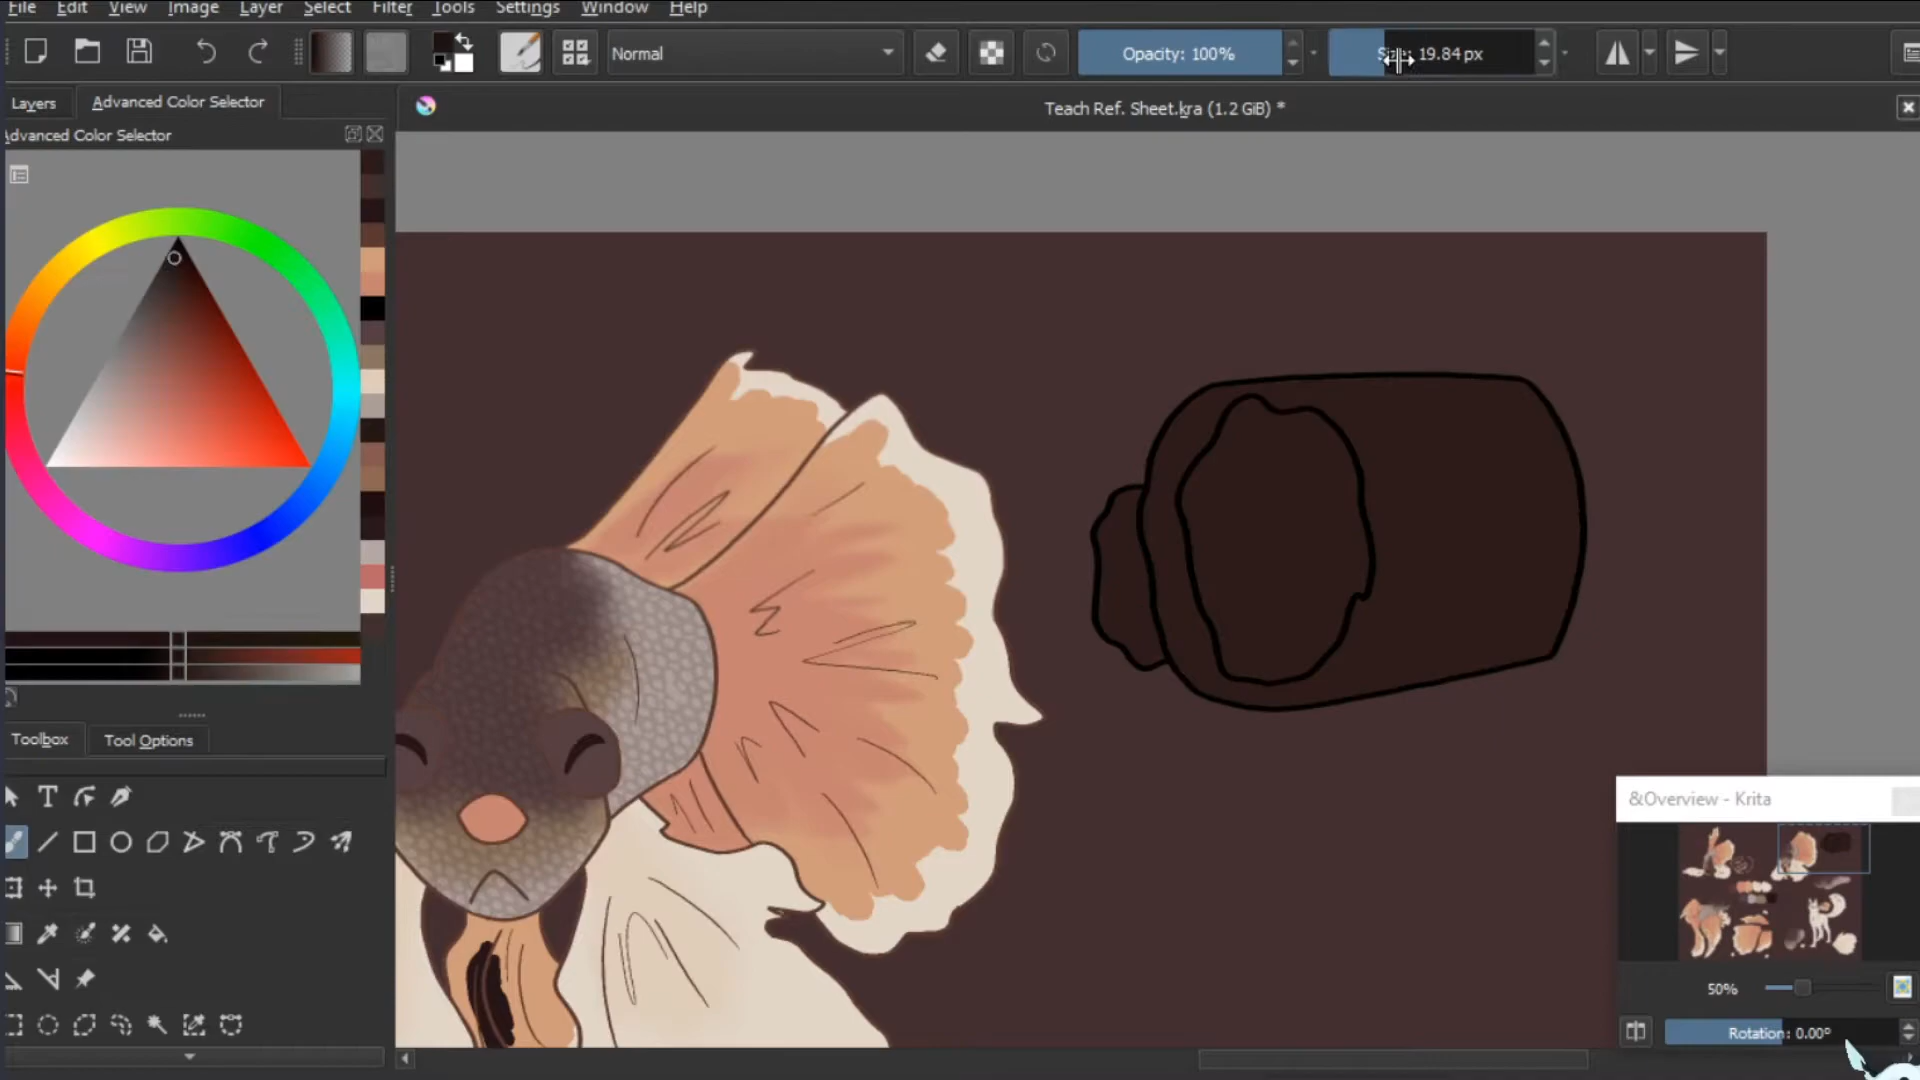 File Edit View Image Layer Select Filter Tools Settings Window Help
Normal
Opacity: 100%
Size: 19.84 px
Layers
Advanced Color Selector
Teach Ref. Sheet.kra (1.2 GiB) *
Advanced Color Selector
Toolbox
Tool Options
&Overview - Krita
50%
Rotation: 0.00°